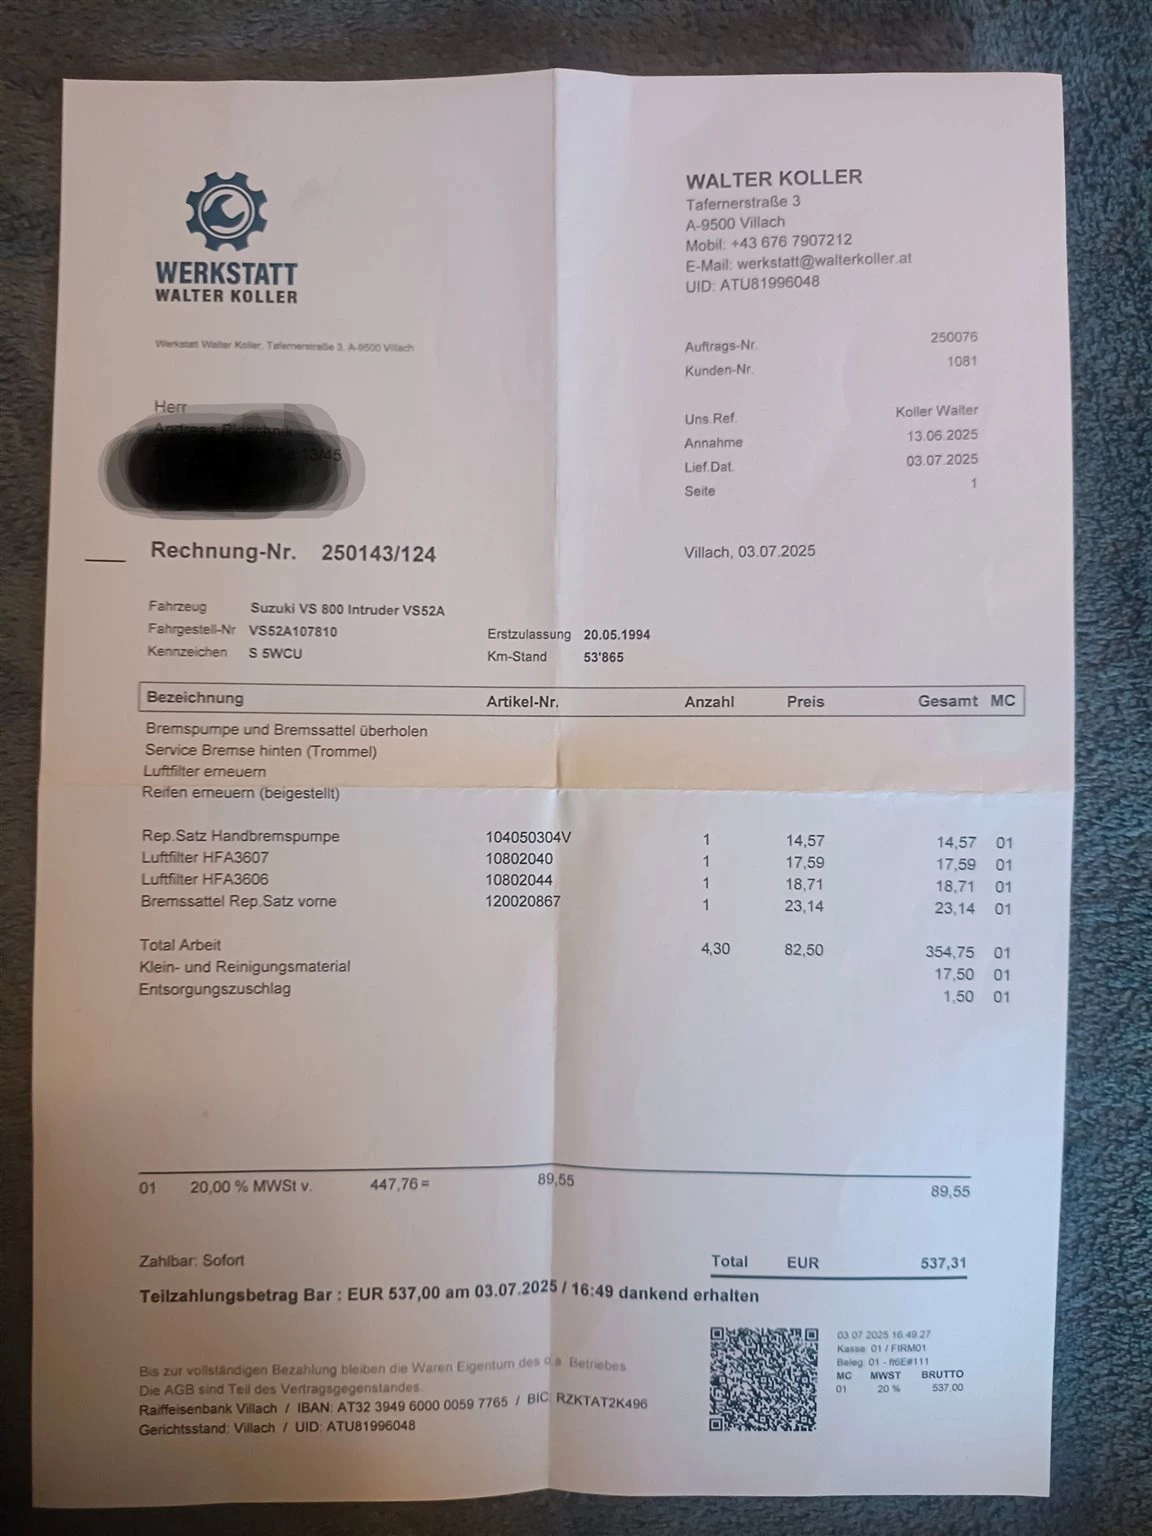 WERKSTATT
WALTER KOLLER
WALTER KOLLER
Tafernerstraße 3
A-9500 Villach
Mobil: +43 676 7907212
E-Mail: werkstatt@walterkoller.at
UID: ATU81996048
Werkstatt Walter Koller, Tafernerstraße 3, A-9500 Villach
Auftrags-Nr. 250076
Kunden-Nr. 1081
Herr
Uns.Ref. Koller Walter
Annahme 13.06.2025
Lief.Dat. 03.07.2025
Seite 1
Rechnung-Nr. 250143/124
Villach, 03.07.2025
Fahrzeug Suzuki VS 800 Intruder VS52A
Fahrgestell-Nr VS52A107810 Erstzulassung 20.05.1994
Kennzeichen S 5WCU Km-Stand 53'865
Bezeichnung Artikel-Nr. Anzahl Preis Gesamt MC
Bremspumpe und Bremssattel überholen
Service Bremse hinten (Trommel)
Luftfilter erneuern
Reifen erneuern (beigestellt)
Rep.Satz Handbremspumpe 104050304V 1 14,57 14,57 01
Luftfilter HFA3607 10802040 1 17,59 17,59 01
Luftfilter HFA3606 10802044 1 18,71 18,71 01
Bremssattel Rep.Satz vorne 120020867 1 23,14 23,14 01
Total Arbeit 4,30 82,50 354,75 01
Klein- und Reinigungsmaterial 17,50 01
Entsorgungszuschlag 1,50 01
01 20,00 % MWSt v. 447,76 = 89,55 89,55
Zahlbar: Sofort Total EUR 537,31
Teilzahlungsbetrag Bar : EUR 537,00 am 03.07.2025 / 16:49 dankend erhalten
Bis zur vollständigen Bezahlung bleiben die Waren Eigentum des o.a. Betriebes.
Die AGB sind Teil des Vertragsgegenstandes.
Raiffeisenbank Villach / IBAN: AT32 3949 6000 0059 7765 / BIC: RZKTAT2K496
Gerichtsstand: Villach / UID: ATU81996048
03.07.2025 16:49:27
Kasse: 01 / FIRM01
Beleg: 01 - ft6E#111
MC MWST BRUTTO
01 20 % 537,00